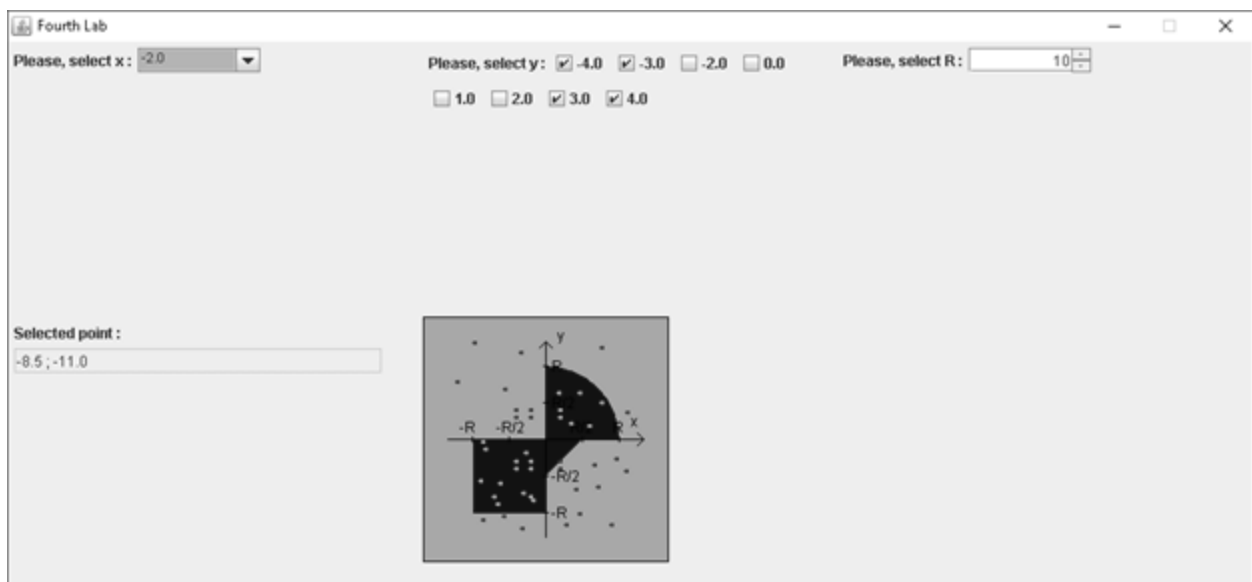 Fourth Lab
Please, select x : -2.0
Please, select y : -4.0 -3.0 -2.0 0.0
1.0 2.0 3.0 4.0
Please, select R : 10
Selected point :
-8.5 ; -11.0
y
R
R/2
-R -R/2 R x
-R/2
-R